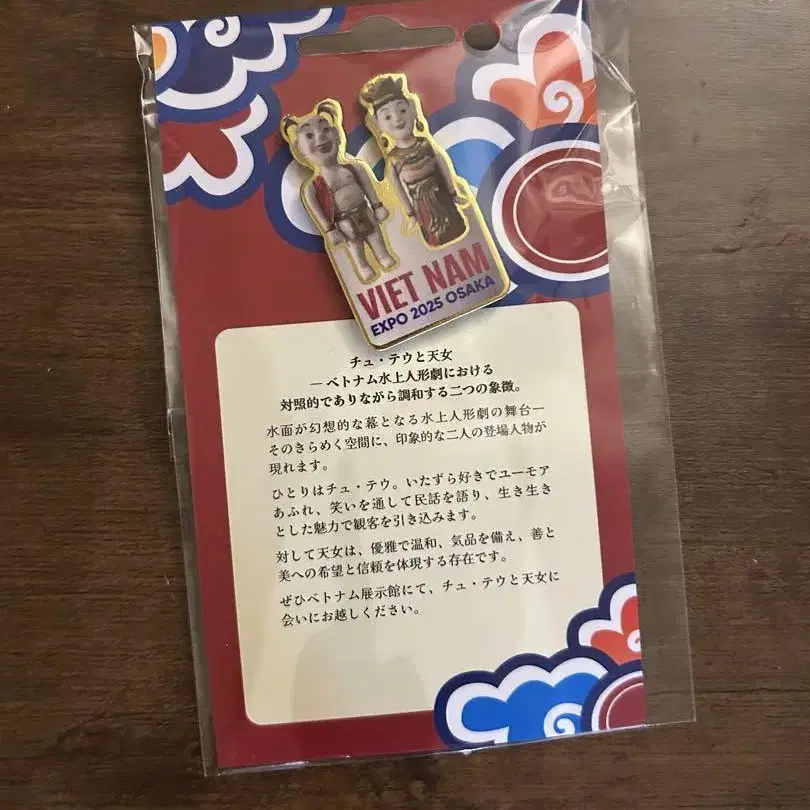 VIET NAM
EXPO 2025 OSAKA
チュ・テウと天女
―ベトナム水上人形劇における
対照的でありながら調和する二つの象徴。
水面が幻想的な幕となる水上人形劇の舞台―
そのきらめく空間に、印象的な二人の登場人物が
現れます。
ひとりはチュ・テウ。いたずら好きでユーモア
あふれ、笑いを通して民話を語り、生き生き
とした魅力で観客を引き込みます。
対して天女は、優雅で温和、気品を備え、善と
美への希望と信頼を体現する存在です。
ぜひベトナム展示館にて、チュ・テウと天女に
会いにお越しください。